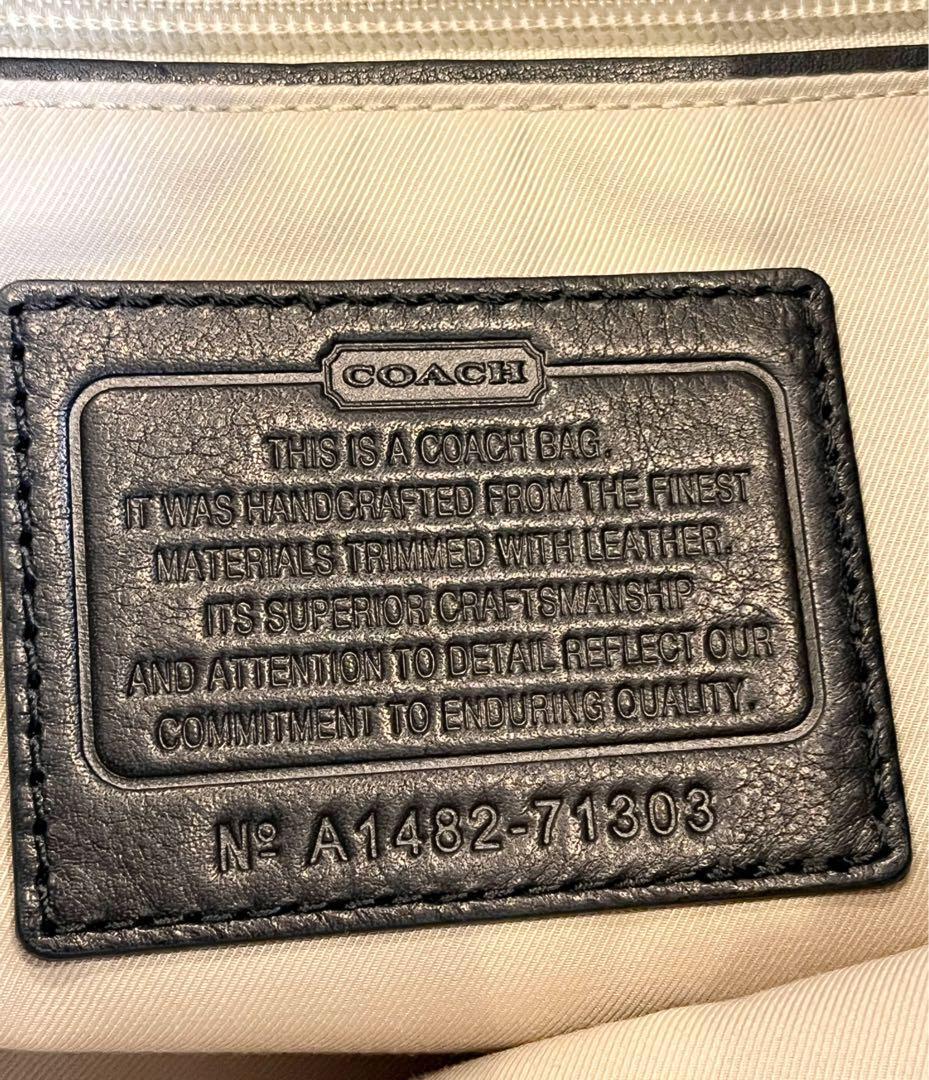 COACH
THIS IS A COACH BAG.
IT WAS HANDCRAFTED FROM THE FINEST
MATERIALS TRIMMED WITH LEATHER.
ITS SUPERIOR CRAFTSMANSHIP
AND ATTENTION TO DETAIL REFLECT OUR
COMMITMENT TO ENDURING QUALITY.
Nº A1482-71303